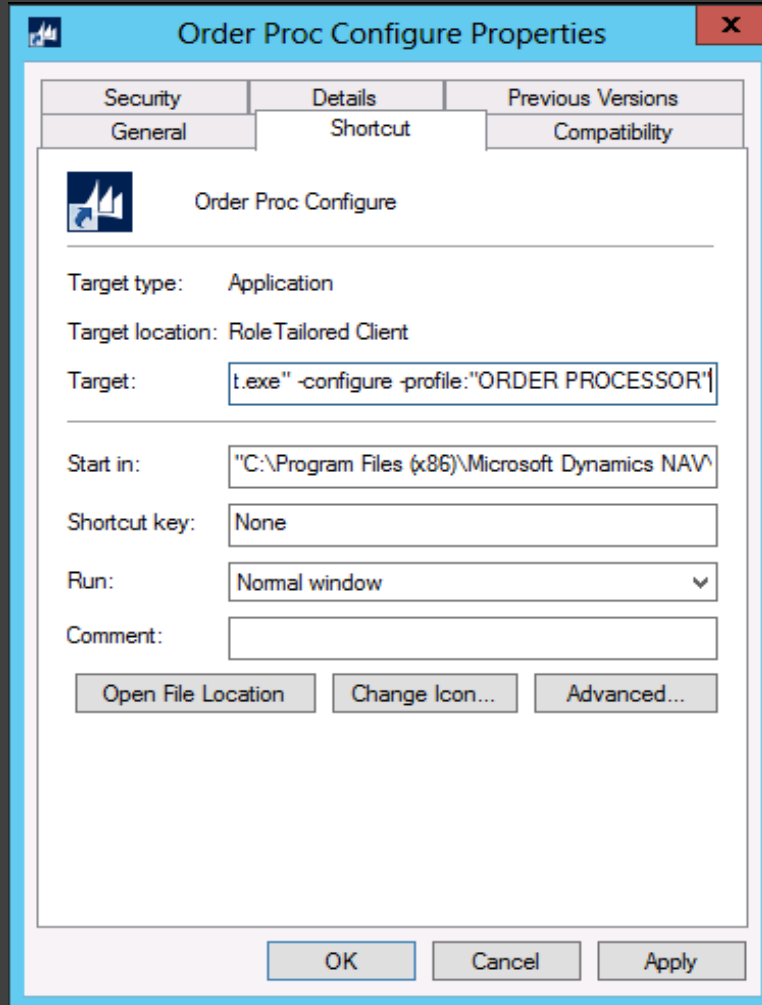 Order Proc Configure Properties
x
Security Details Previous Versions
General Shortcut Compatibility
Order Proc Configure
Target type: Application
Target location: RoleTailored Client
Target: t.exe" -configure -profile:"ORDER PROCESSOR"
Start in: "C:\Program Files (x86)\Microsoft Dynamics NAV\
Shortcut key: None
Run: Normal window
Comment:
Open File Location Change Icon... Advanced...
OK Cancel Apply